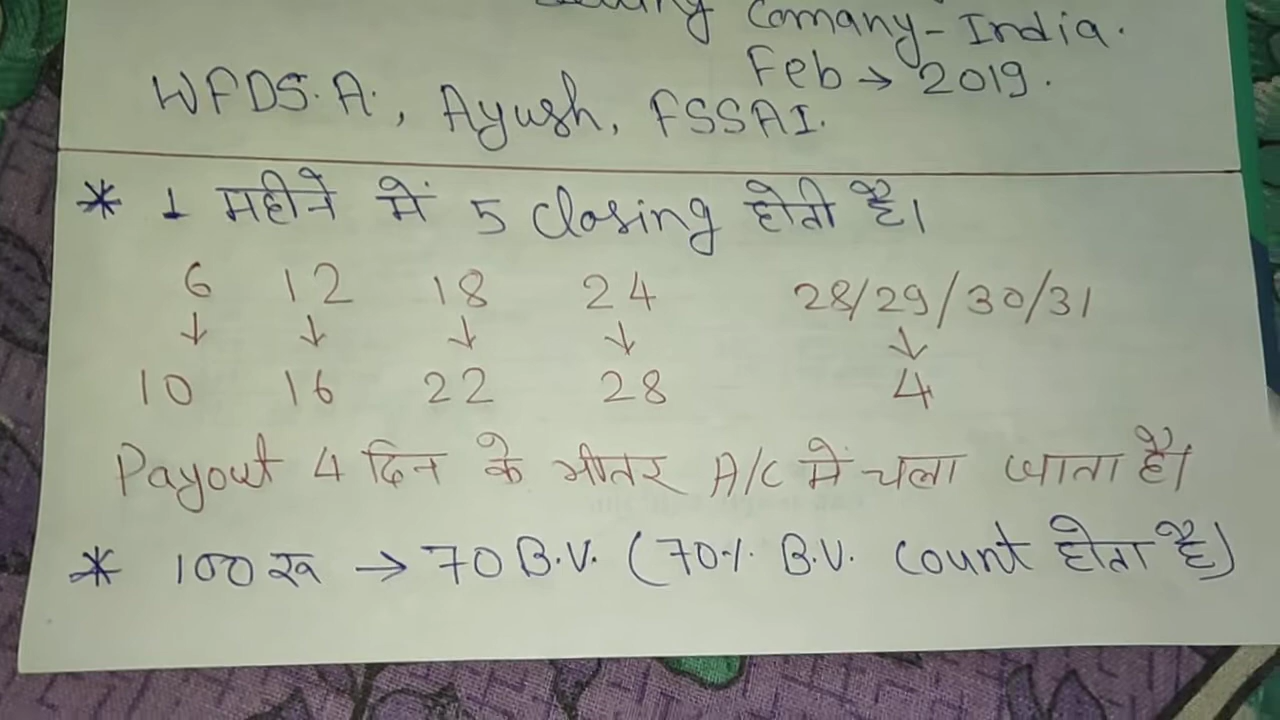 Comany-India.
Feb → 2019.
WFDS.A., Ayush, FSSAI.
* 1 महीने में 5 Closing होती है।
6 12 18 24 28/29/30/31
↓ ↓ ↓ ↓ ↓
10 16 22 28 4
Payout 4 दिन के भीतर A/C में चला जाता है।
* 100 रू → 70 B.V. (70% B.V. Count होता है)